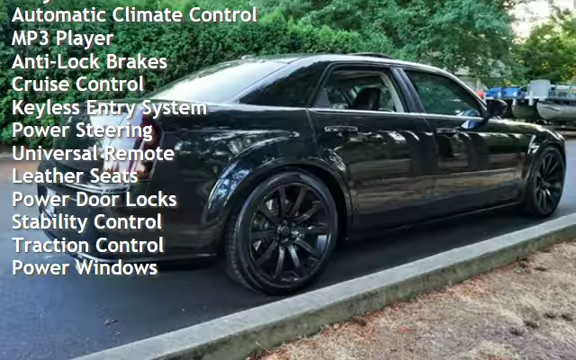 Automatic Climate Control
MP3 Player
Anti-Lock Brakes
Cruise Control
Keyless Entry System
Power Steering
Universal Remote
Leather Seats
Power Door Locks
Stability Control
Traction Control
Power Windows